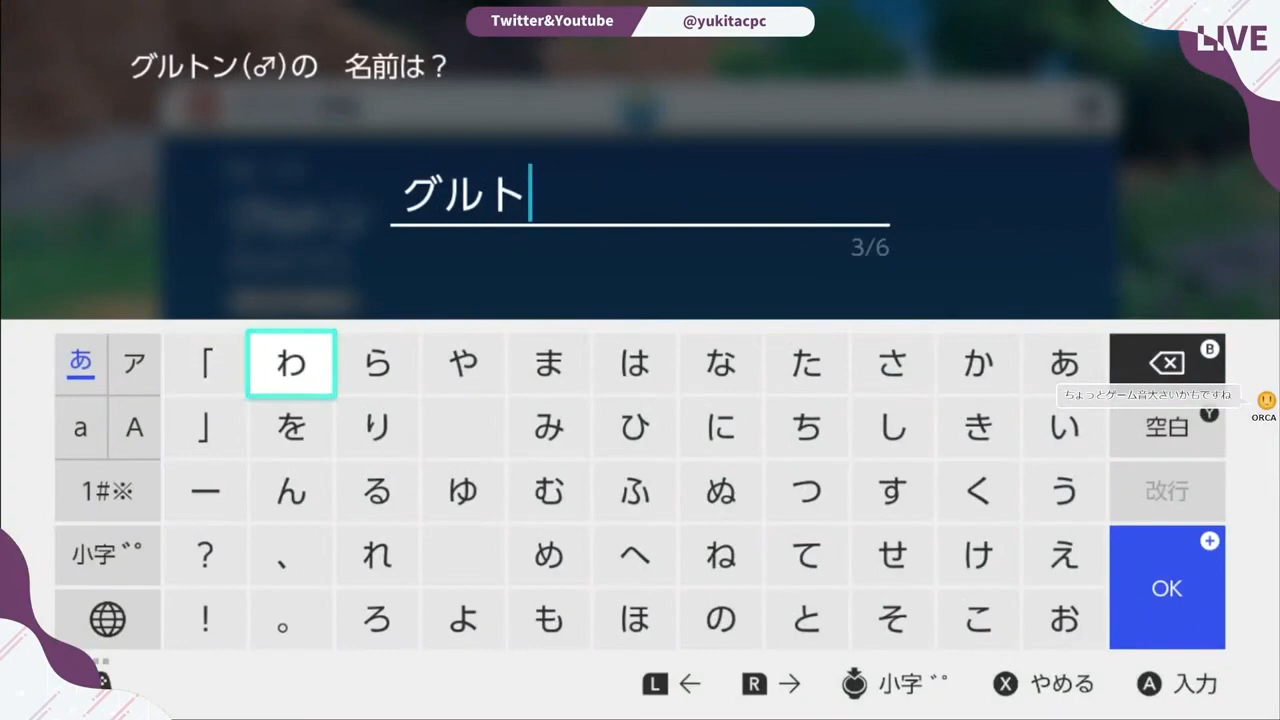 Twitter&Youtube @yukitacpc
LIVE
グルトン(♂)の 名前は？
グルト
3/6
あ ア 「 わ ら や ま は な た さ か あ B
ちょっとゲーム音大さいかもですね
ORCA
a A 」 を り み ひ に ち し き い 空白 Y
1#※ ー ん る ゆ む ふ ぬ つ す く う 改行
小字゛゜ ? 、 れ め へ ね て せ け え +
OK
! 。 ろ よ も ほ の と そ こ お
L ← R → 小字゛゜ X やめる A 入力